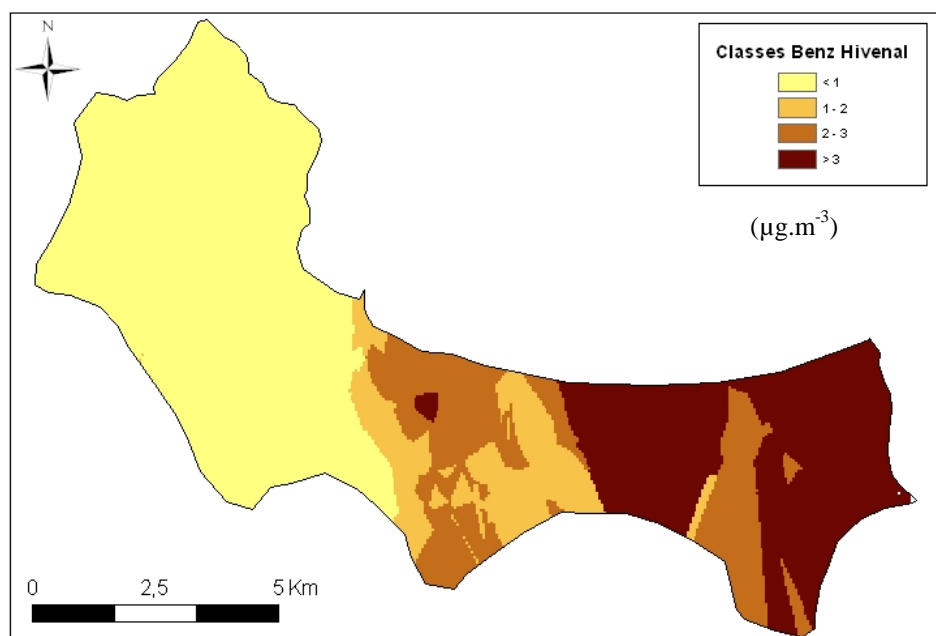 N
Classes Benz Hivenal
< 1
1 - 2
2 - 3
> 3
(µg.m-3)
0 2,5 5 Km